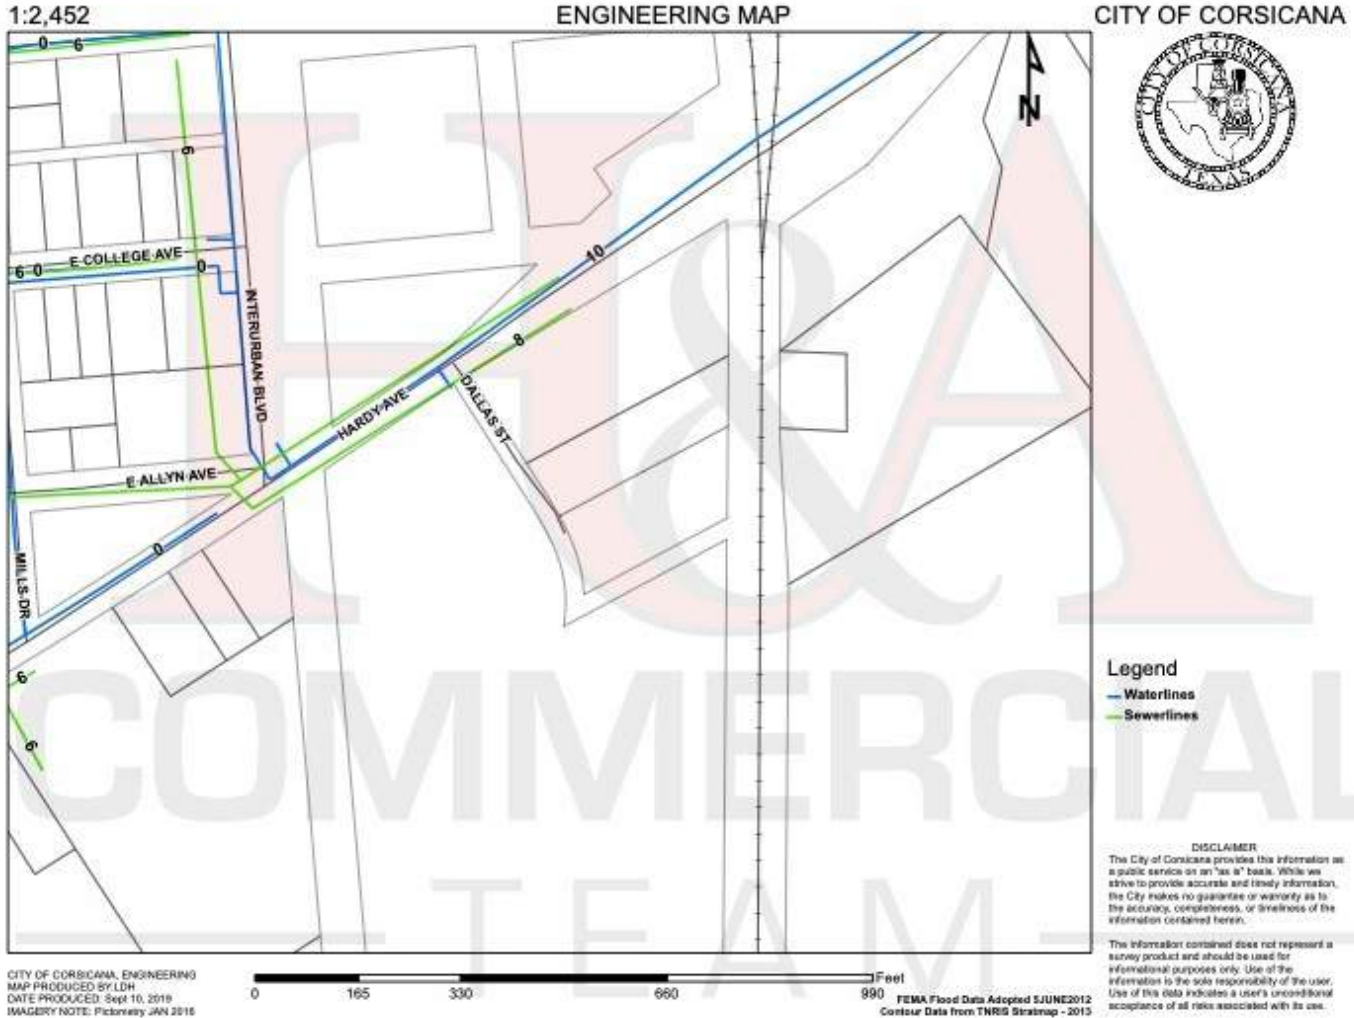 1:2,452
ENGINEERING MAP
CITY OF CORSICANA
0 6
CITY OF CORSICANA
TEXAS
N
6
E COLLEGE AVE
6 0
0
10
INTERURBAN BLVD
8
HARDY AVE
DALLAS ST
E ALLYN AVE
0
MILLS DR
6
6
H&A
COMMERCIAL
TEAM
Legend
Waterlines
Sewerlines
DISCLAIMER
The City of Corsicana provides this information as
a public service on an "as is" basis. While we
strive to provide accurate and timely information,
the City makes no guarantee or warranty as to
the accuracy, completeness, or timeliness of the
information contained herein.
The information contained does not represent a
survey product and should be used for
informational purposes only. Use of the
information is the sole responsibility of the user.
Use of this data indicates a user's unconditional
acceptance of all risks associated with its use.
CITY OF CORSICANA, ENGINEERING
MAP PRODUCED BY:LDH
DATE PRODUCED: Sept 10, 2019
IMAGERY NOTE: Pictometry JAN 2016
Feet
0 165 330 660 990
FEMA Flood Data Adopted 5JUNE2012
Contour Data from TNRIS Stratmap - 2013